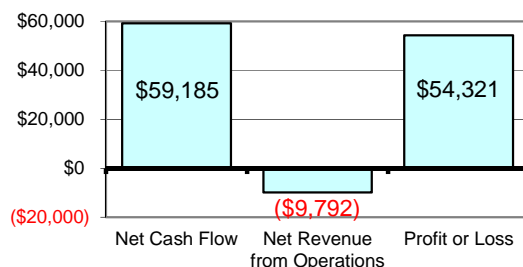 $60,000
$40,000
$20,000
$0
($20,000)
$59,185
($9,792)
$54,321
Net Cash Flow
Net Revenue
from Operations
Profit or Loss